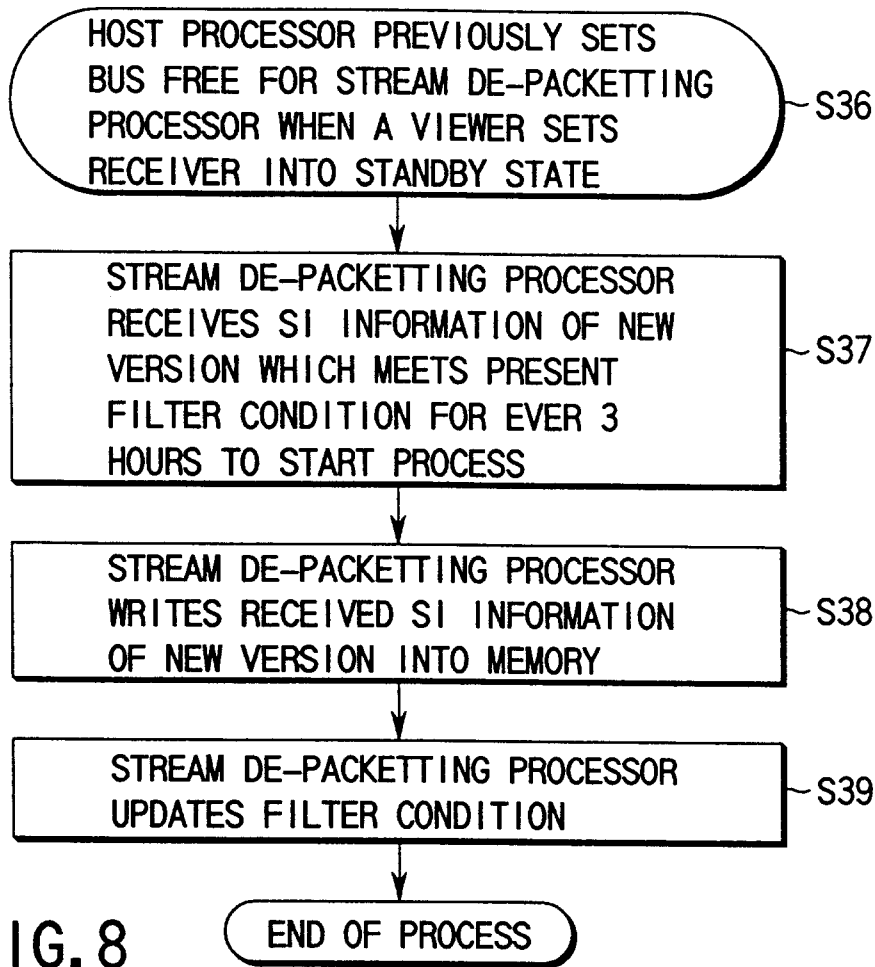 HOST PROCESSOR PREVIOUSLY SETS
BUS FREE FOR STREAM DE-PACKETTING
PROCESSOR WHEN A VIEWER SETS
RECEIVER INTO STANDBY STATE
S36
STREAM DE-PACKETTING PROCESSOR
RECEIVES SI INFORMATION OF NEW
VERSION WHICH MEETS PRESENT
FILTER CONDITION FOR EVER 3
HOURS TO START PROCESS
S37
STREAM DE-PACKETTING PROCESSOR
WRITES RECEIVED SI INFORMATION
OF NEW VERSION INTO MEMORY
S38
STREAM DE-PACKETTING PROCESSOR
UPDATES FILTER CONDITION
S39
END OF PROCESS
IG. 8